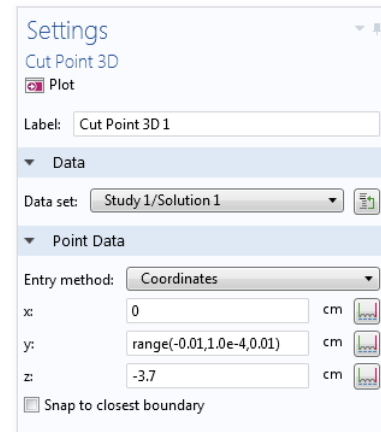 Settings
Cut Point 3D
Plot
Label: Cut Point 3D 1
Data
Data set: Study 1/Solution 1
Point Data
Entry method: Coordinates
x: 0 cm
y: range(-0.01,1.0e-4,0.01) cm
z: -3.7 cm
Snap to closest boundary